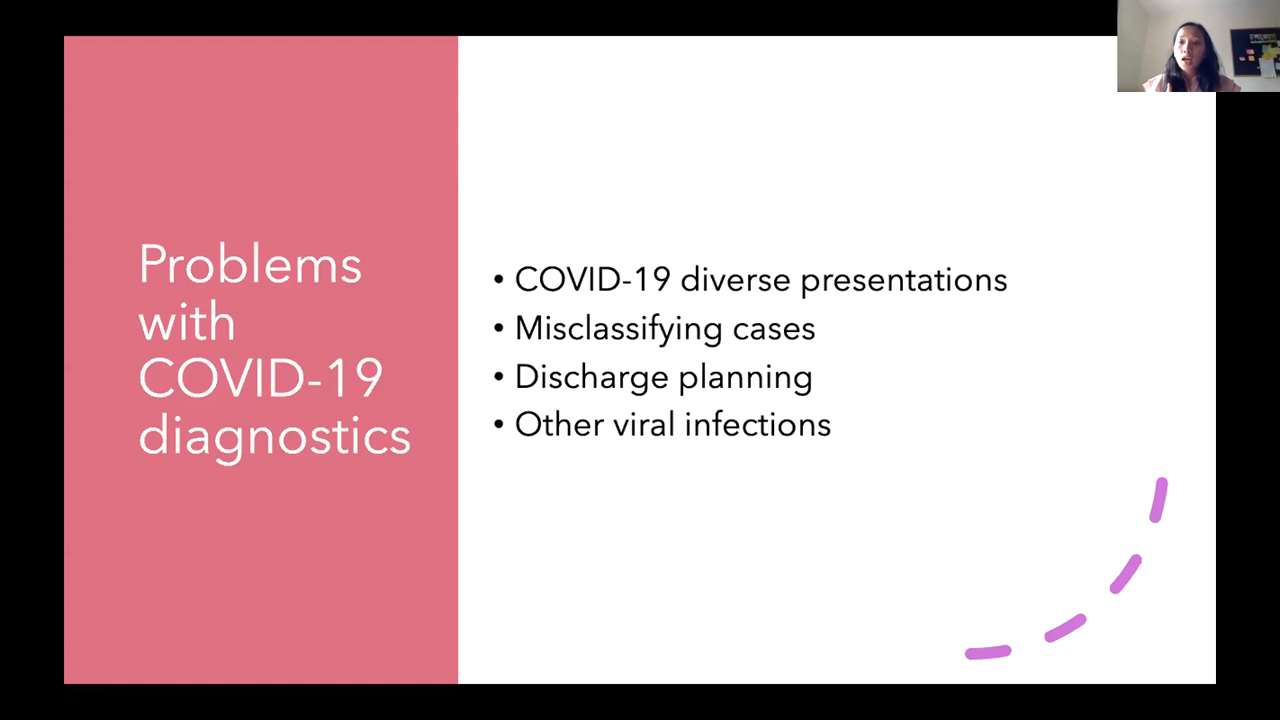 Problems
with
COVID-19
diagnostics
• COVID-19 diverse presentations
• Misclassifying cases
• Discharge planning
• Other viral infections